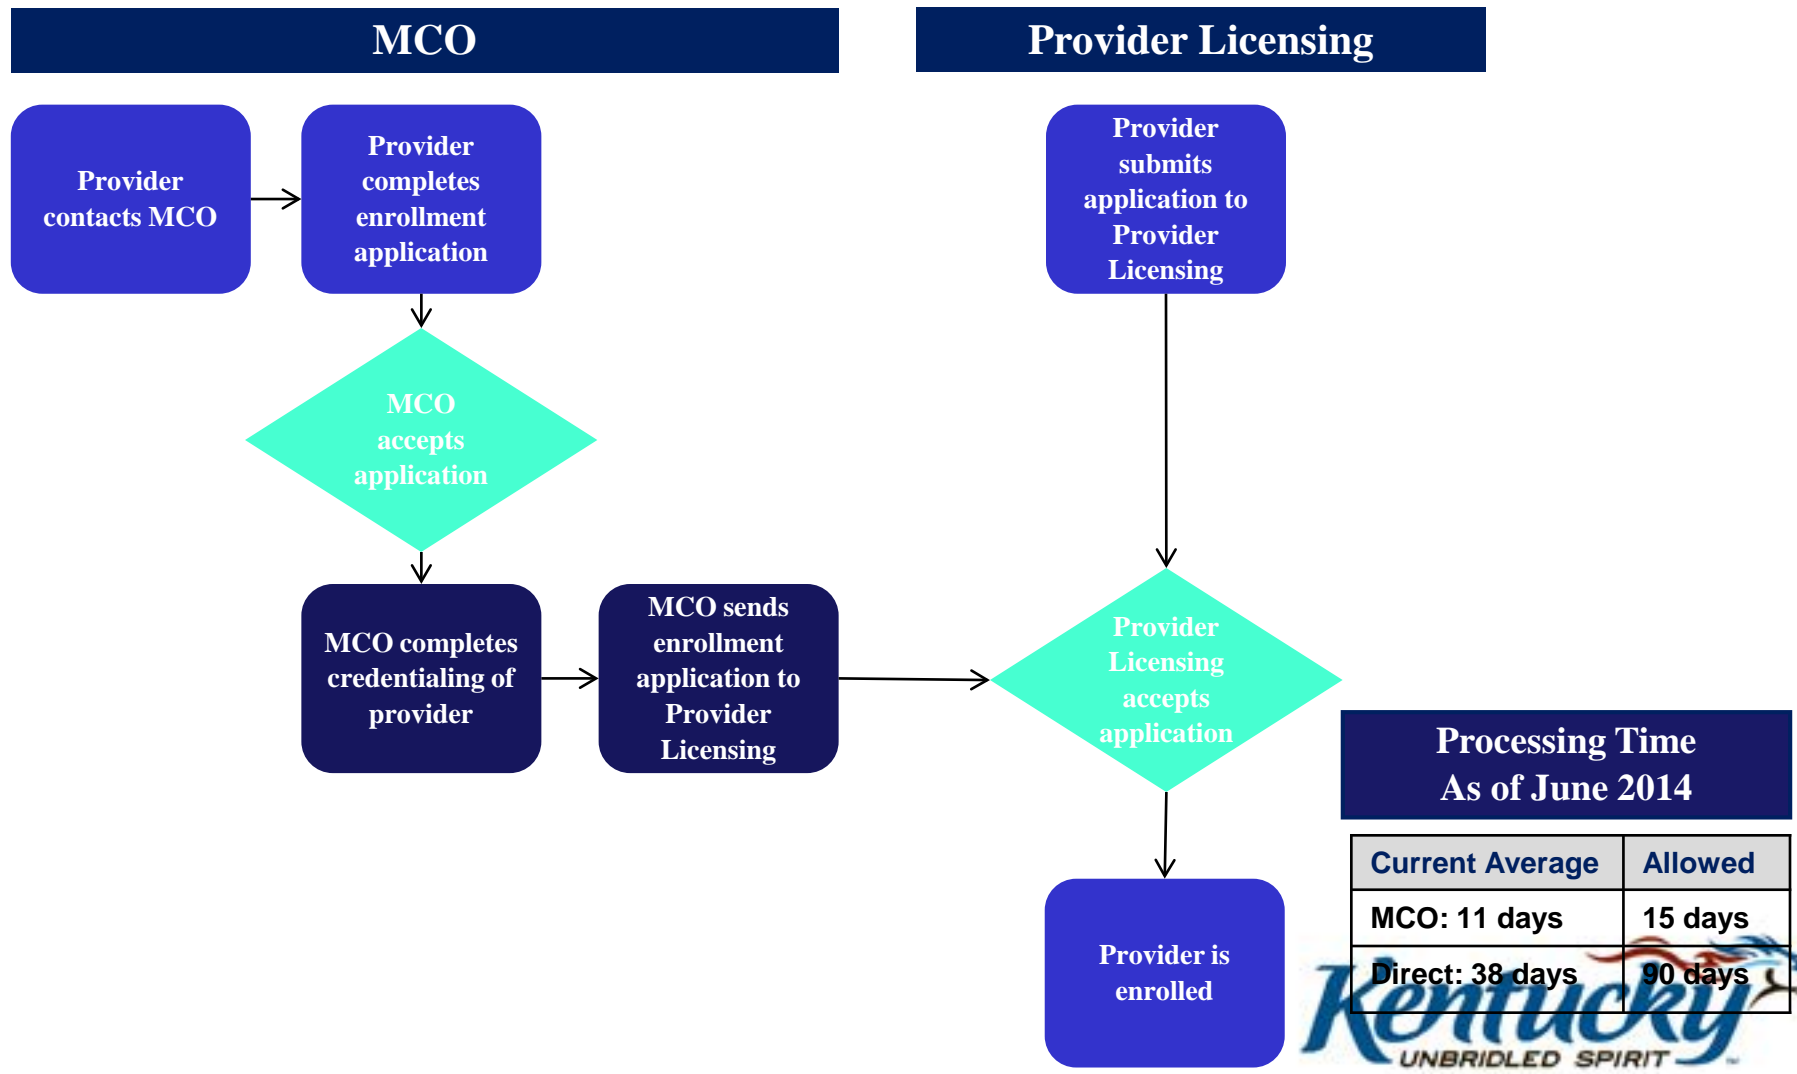 MCO
Provider Licensing
Provider
contacts MCO
Provider
completes
enrollment
application
Provider
submits
application to
Provider
Licensing
MCO
accepts
application
MCO completes
credentialing of
provider
MCO sends
enrollment
application to
Provider
Licensing
Provider
Licensing
accepts
application
Provider is
enrolled
Processing Time
As of June 2014
Current Average Allowed
MCO: 11 days 15 days
Direct: 38 days 90 days
Kentucky
UNBRIDLED SPIRIT